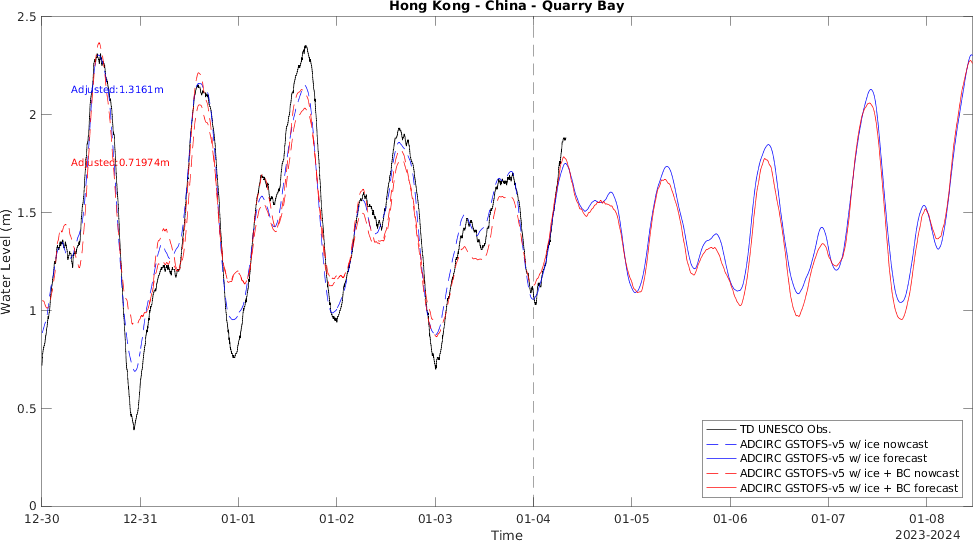 Hong Kong - China - Quarry Bay
2.5
2
1.5
1
0.5
0
Water Level (m)
Adjusted:1.3161m
Adjusted:0.71974m
TD UNESCO Obs.
ADCIRC GSTOFS-v5 w/ ice nowcast
ADCIRC GSTOFS-v5 w/ ice forecast
ADCIRC GSTOFS-v5 w/ ice + BC nowcast
ADCIRC GSTOFS-v5 w/ ice + BC forecast
12-30 12-31 01-01 01-02 01-03 01-04 01-05 01-06 01-07 01-08
Time
2023-2024